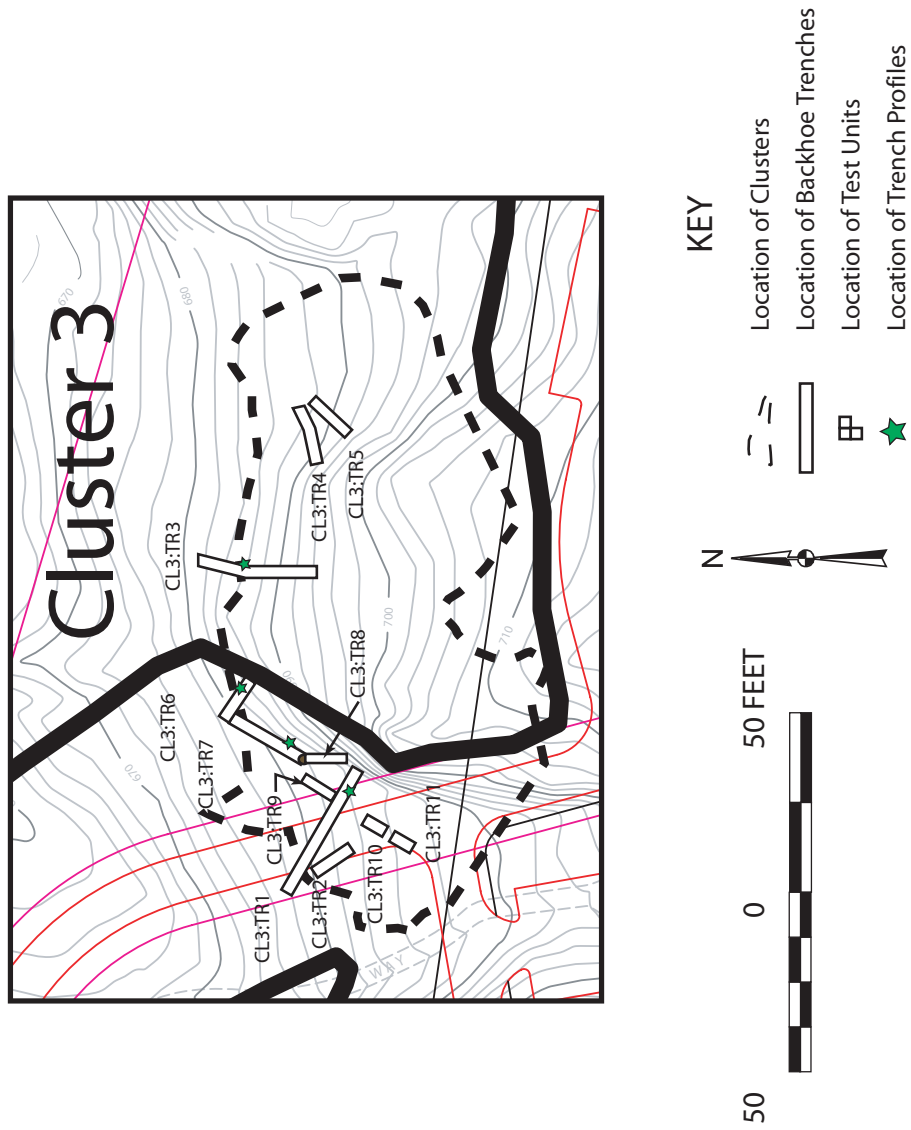 Cluster 3
670
670
680
CL3:TR3
CL3:TR6
CL3:TR7
CL3:TR1
CL3:TR9
CL3:TR4
CL3:TR2
CL3:TR5
CL3:TR8
CL3:TR10
700
WAY
CL3:TR11
710
KEY
N
Location of Clusters
50 0 50 FEET
Location of Backhoe Trenches
Location of Test Units
Location of Trench Profiles